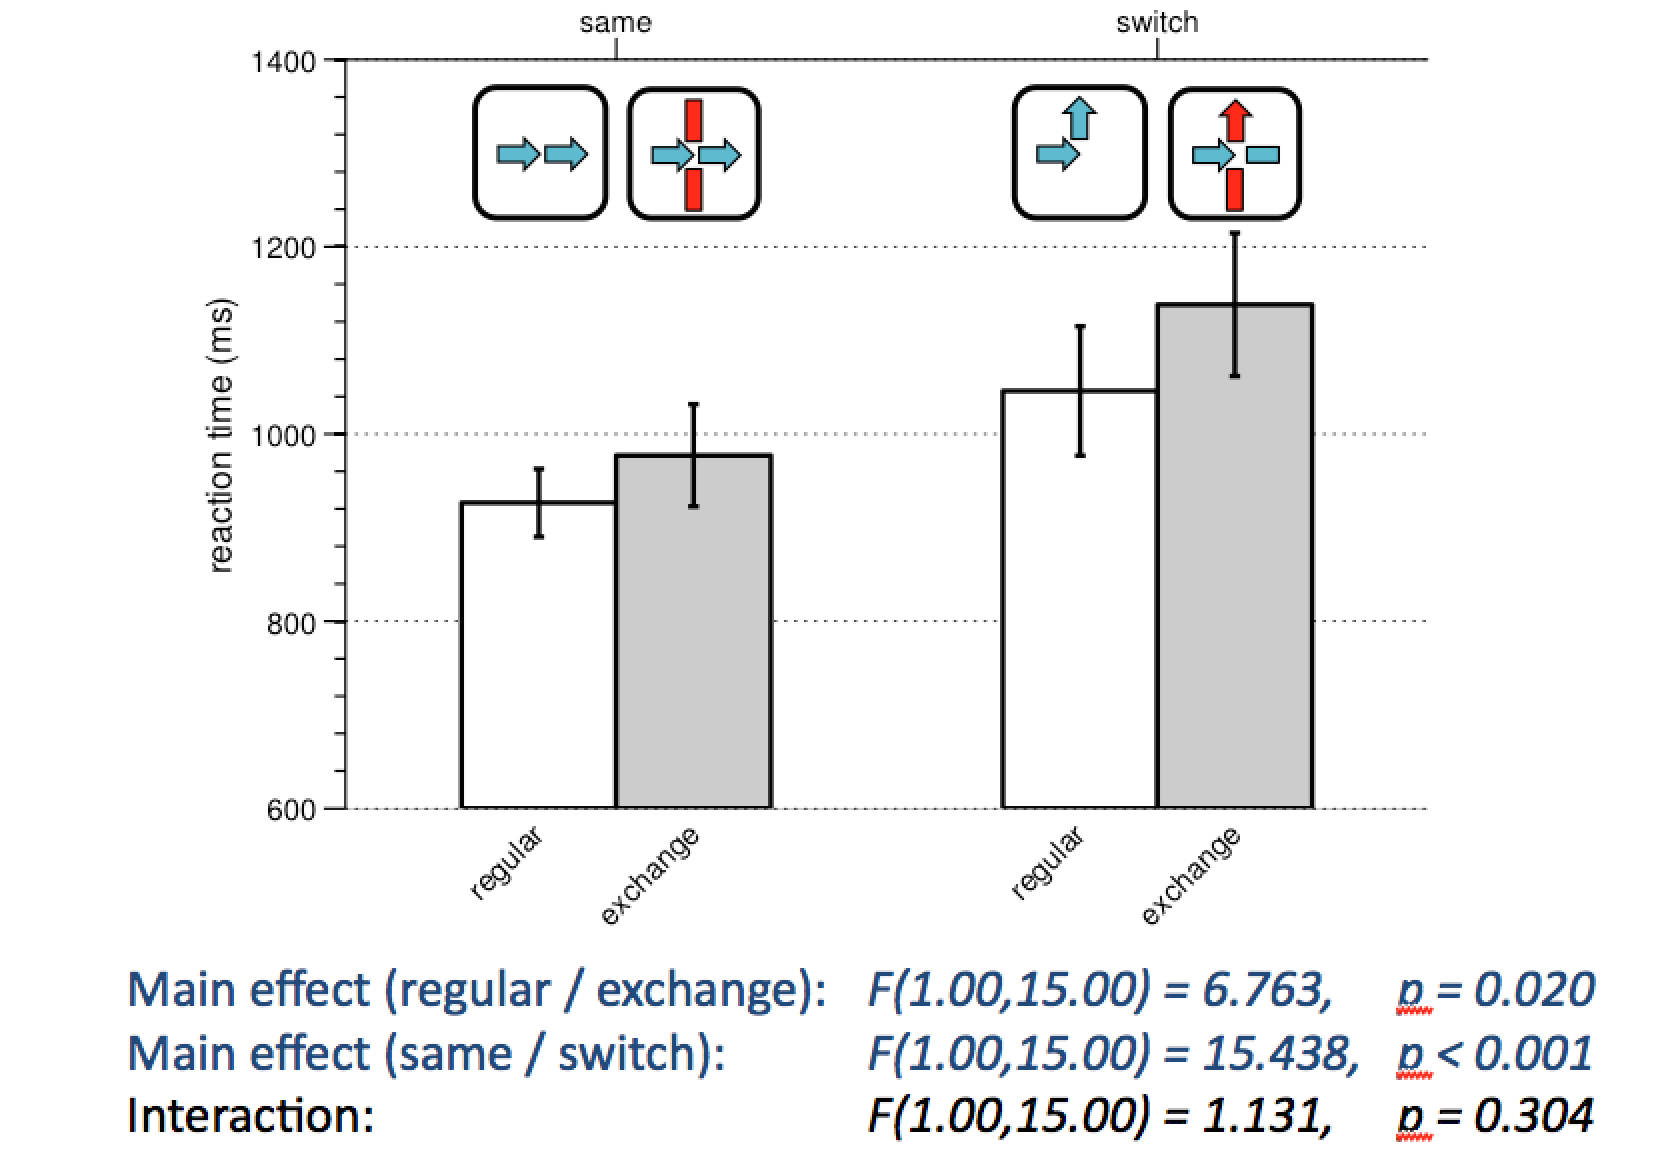 same switch
1400
1200
1000
800
600
reaction time (ms)
regular exchange regular exchange
Main effect (regular / exchange): F(1.00,15.00) = 6.763, p = 0.020
Main effect (same / switch): F(1.00,15.00) = 15.438, p < 0.001
Interaction: F(1.00,15.00) = 1.131, p = 0.304